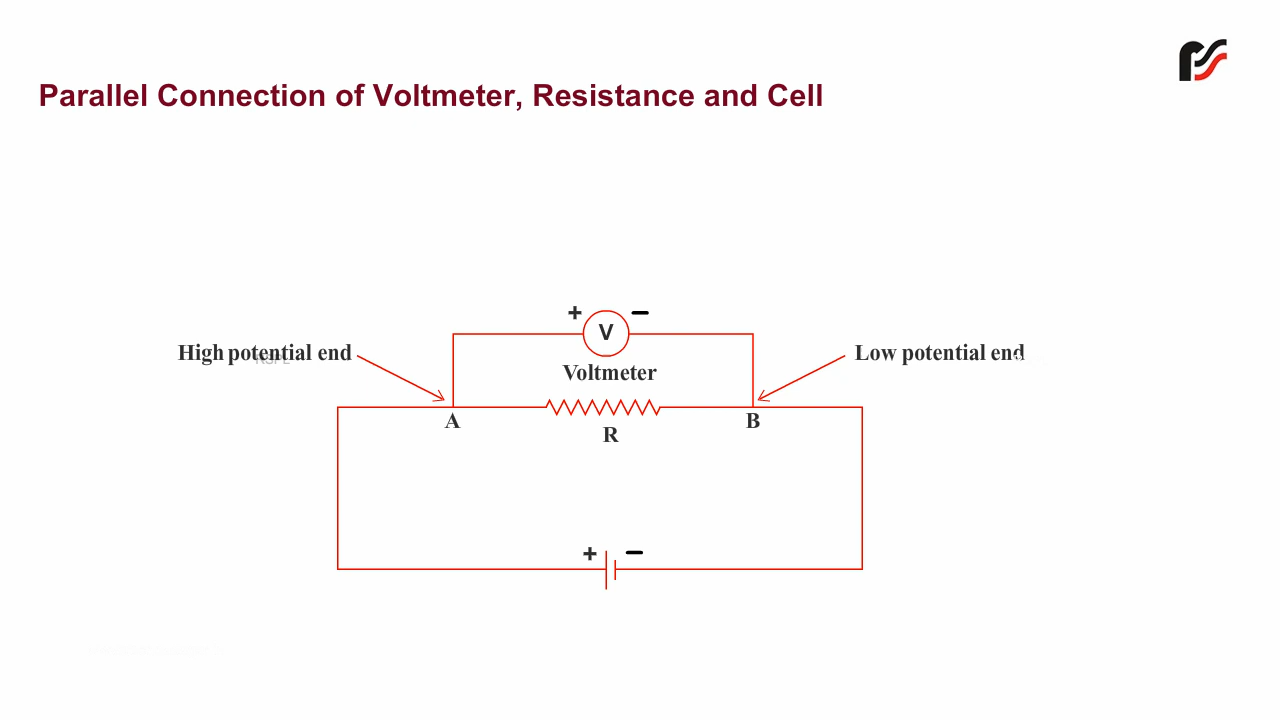 Parallel Connection of Voltmeter, Resistance and Cell
+ V −
High potential end
Low potential end
Voltmeter
A
B
R
+ −